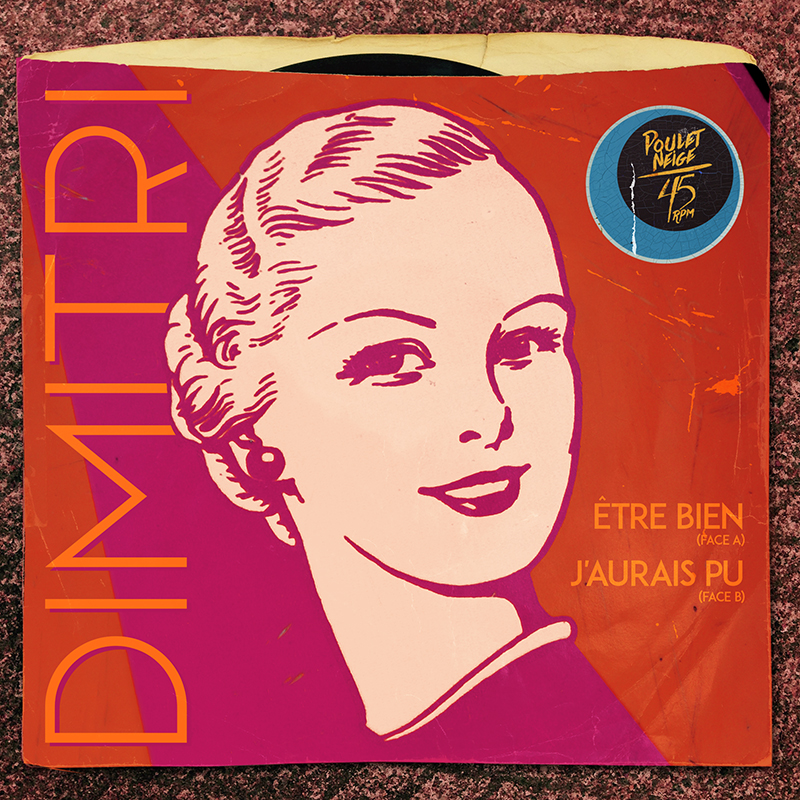 DIMITRI
POULET
NEIGE
45
RPM
ÊTRE BIEN
(FACE A)
J'AURAIS PU
(FACE B)